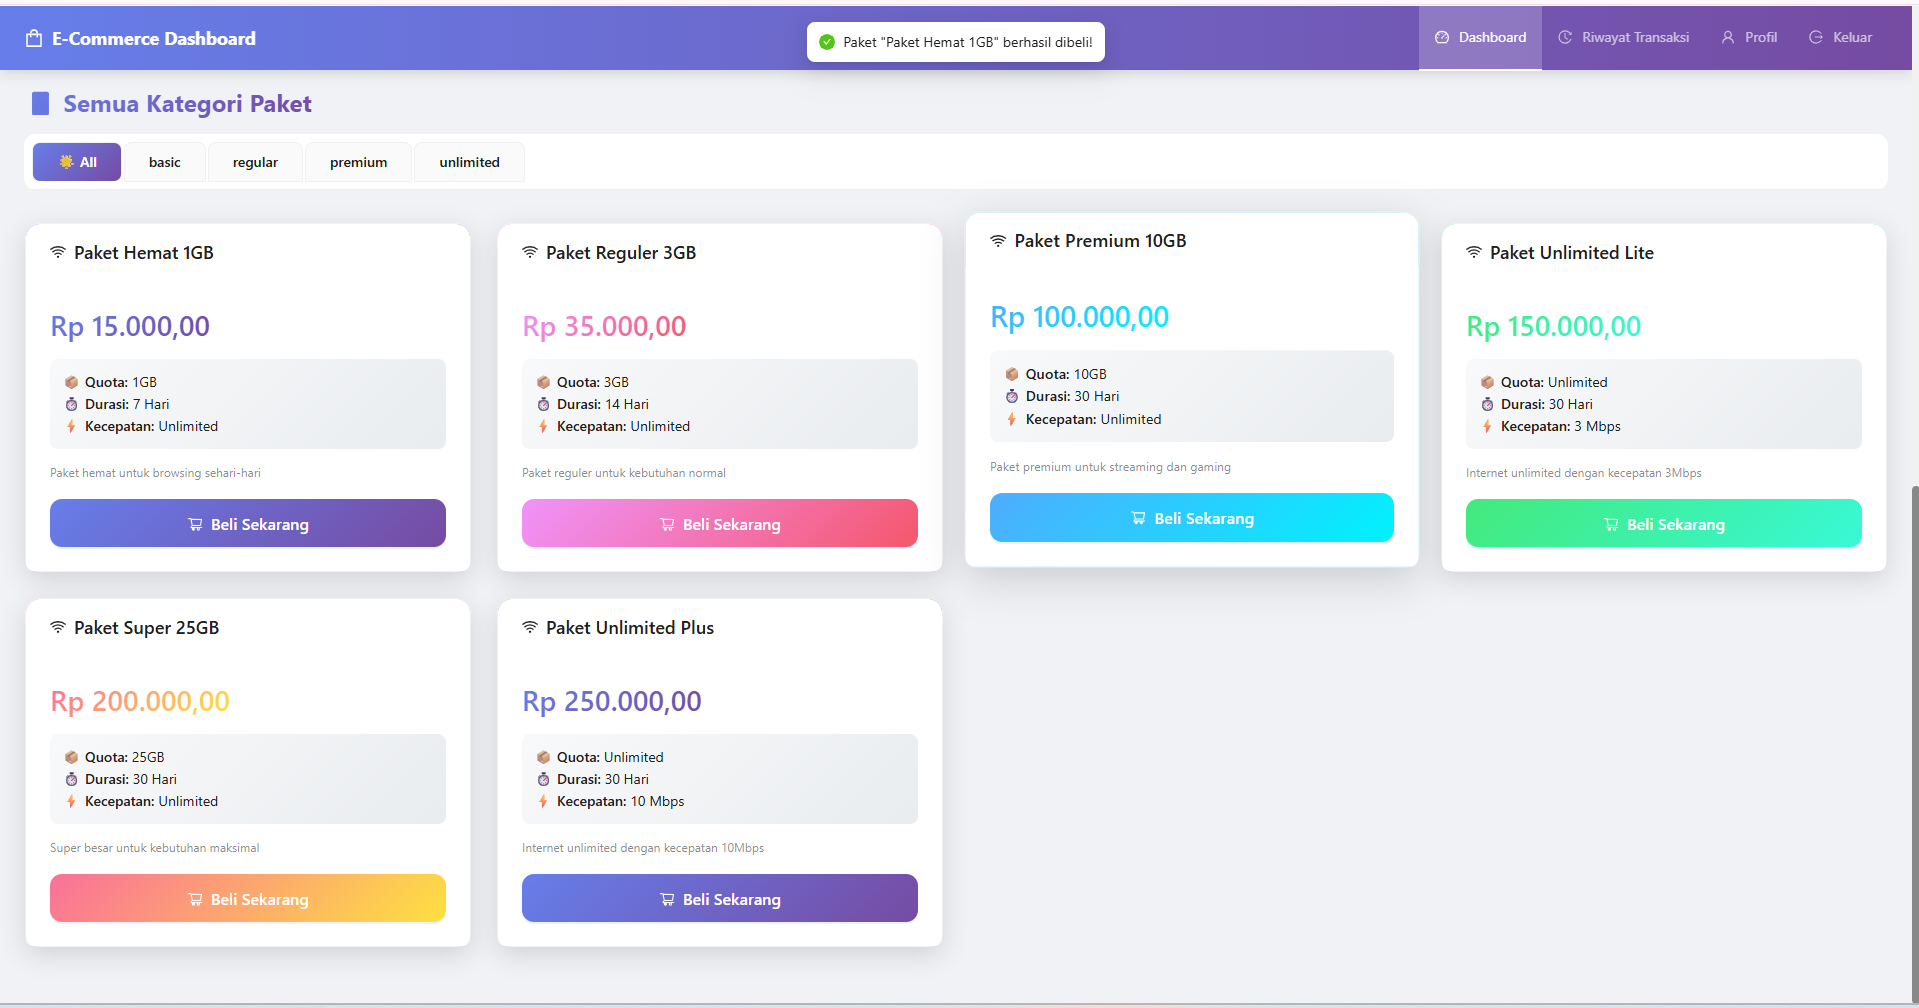 E-Commerce Dashboard
Paket "Paket Hemat 1GB" berhasil dibeli!
Dashboard
Riwayat Transaksi
Profil
Keluar
Semua Kategori Paket
All
basic
regular
premium
unlimited
Paket Hemat 1GB
Rp 15.000,00
Quota: 1GB
Durasi: 7 Hari
Kecepatan: Unlimited
Paket hemat untuk browsing sehari-hari
Beli Sekarang
Paket Reguler 3GB
Rp 35.000,00
Quota: 3GB
Durasi: 14 Hari
Kecepatan: Unlimited
Paket reguler untuk kebutuhan normal
Beli Sekarang
Paket Premium 10GB
Rp 100.000,00
Quota: 10GB
Durasi: 30 Hari
Kecepatan: Unlimited
Paket premium untuk streaming dan gaming
Beli Sekarang
Paket Unlimited Lite
Rp 150.000,00
Quota: Unlimited
Durasi: 30 Hari
Kecepatan: 3 Mbps
Internet unlimited dengan kecepatan 3Mbps
Beli Sekarang
Paket Super 25GB
Rp 200.000,00
Quota: 25GB
Durasi: 30 Hari
Kecepatan: Unlimited
Super besar untuk kebutuhan maksimal
Beli Sekarang
Paket Unlimited Plus
Rp 250.000,00
Quota: Unlimited
Durasi: 30 Hari
Kecepatan: 10 Mbps
Internet unlimited dengan kecepatan 10Mbps
Beli Sekarang